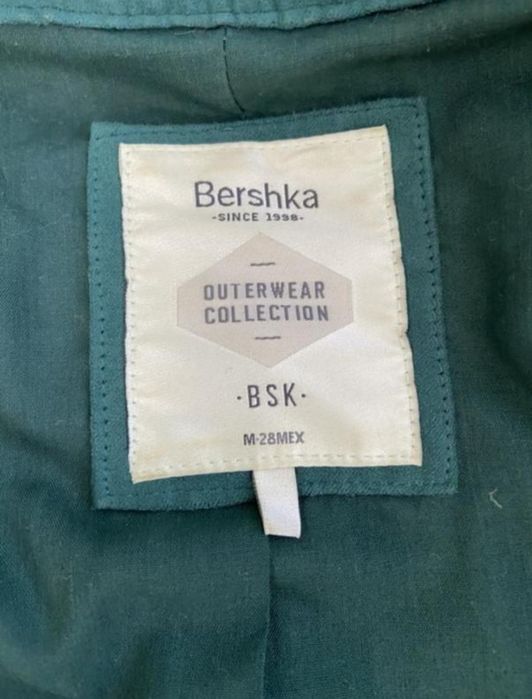 Bershka
-SINCE 1998-
OUTERWEAR
COLLECTION
·BSK·
M-28MEX